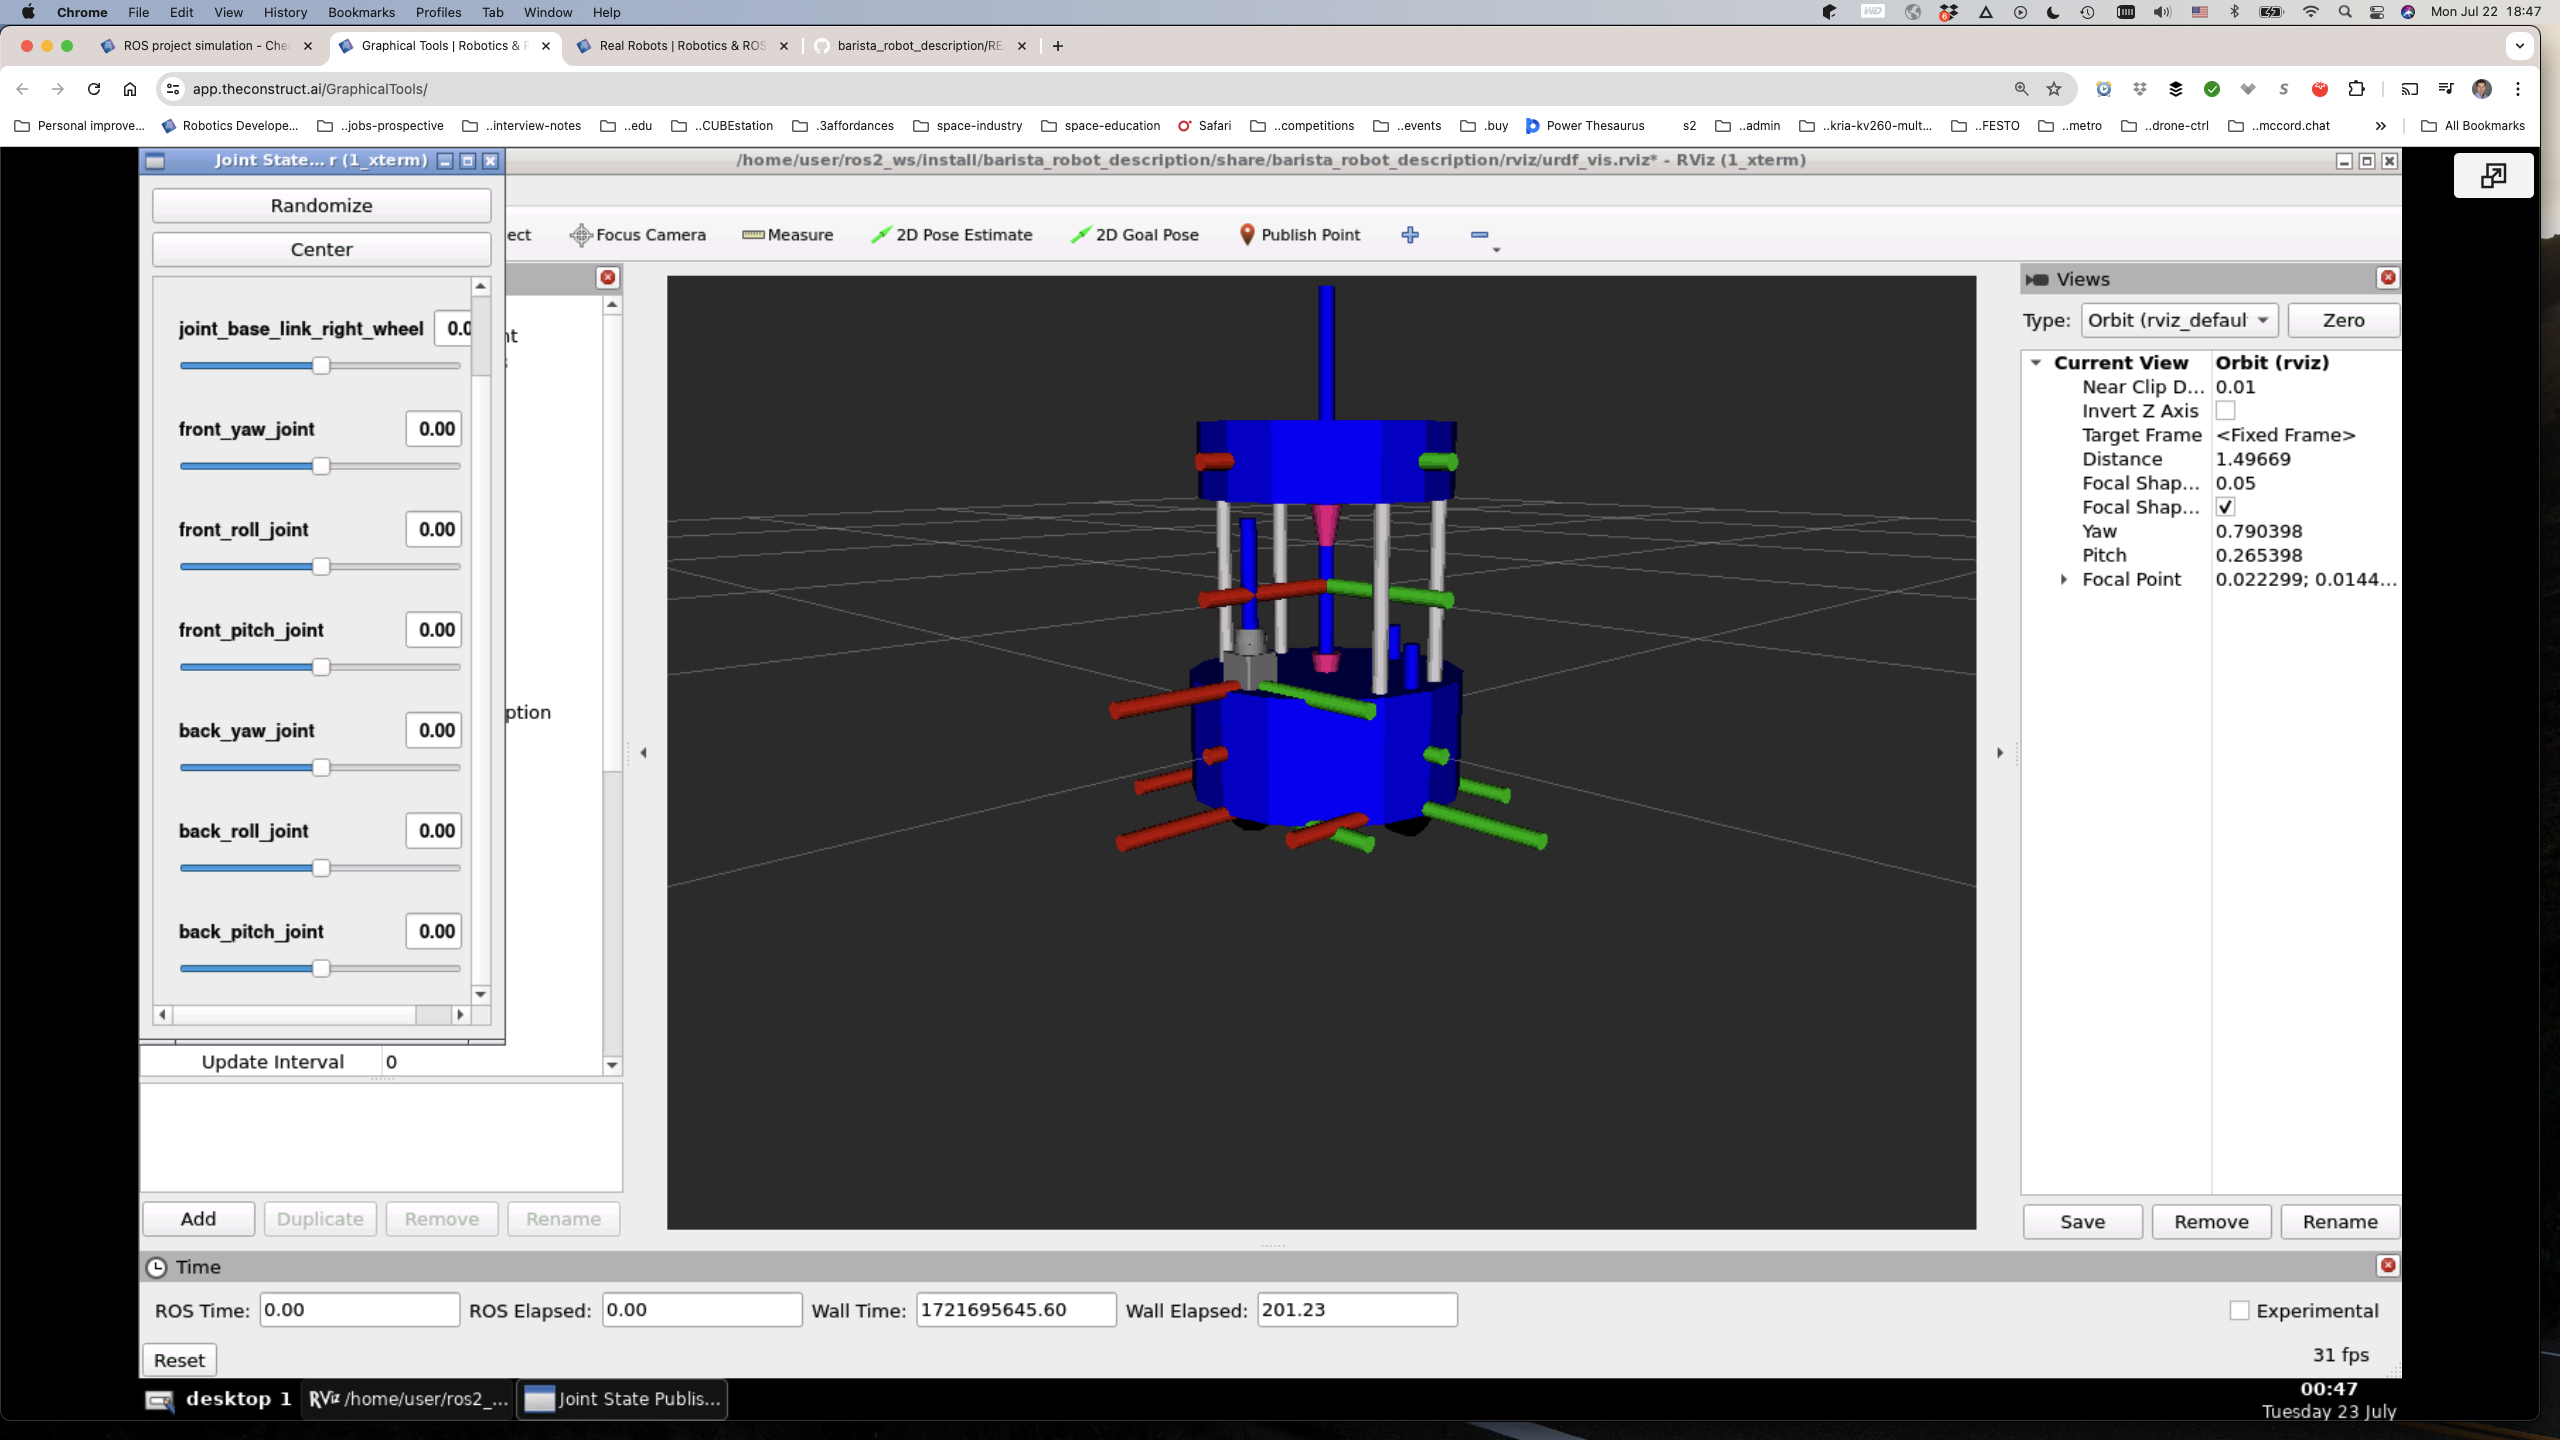 Chrome File Edit View History Bookmarks Profiles Tab Window Help Mon Jul 22 18:47
ROS project simulation - Che
Graphical Tools | Robotics & R
Real Robots | Robotics & ROS
barista_robot_description/RE
app.theconstruct.ai/GraphicalTools/
Personal improve... Robotics Develope... ..jobs-prospective ..interview-notes ..edu ..CUBEstation .3affordances space-industry space-education Safari ..competitions ..events .buy Power Thesaurus s2 ..admin ..kria-kv260-mult... ..FESTO ..metro ..drone-ctrl ..mccord.chat » All Bookmarks
Joint State... r (1_xterm)
/home/user/ros2_ws/install/barista_robot_description/share/barista_robot_description/rviz/urdf_vis.rviz* - RViz (1_xterm)
Randomize
Center
joint_base_link_right_wheel 0.0
front_yaw_joint 0.00
front_roll_joint 0.00
front_pitch_joint 0.00
back_yaw_joint 0.00
back_roll_joint 0.00
back_pitch_joint 0.00
ect Focus Camera Measure 2D Pose Estimate 2D Goal Pose Publish Point
nt
ption
Update Interval 0
Add Duplicate Remove Rename
Views
Type: Orbit (rviz_defaul Zero
Current View Orbit (rviz)
Near Clip D... 0.01
Invert Z Axis
Target Frame <Fixed Frame>
Distance 1.49669
Focal Shap... 0.05
Focal Shap... ✓
Yaw 0.790398
Pitch 0.265398
Focal Point 0.022299; 0.0144...
Save Remove Rename
Time
ROS Time: 0.00 ROS Elapsed: 0.00 Wall Time: 1721695645.60 Wall Elapsed: 201.23 Experimental
Reset 31 fps
desktop 1 RViz /home/user/ros2_... Joint State Publis... 00:47
Tuesday 23 July